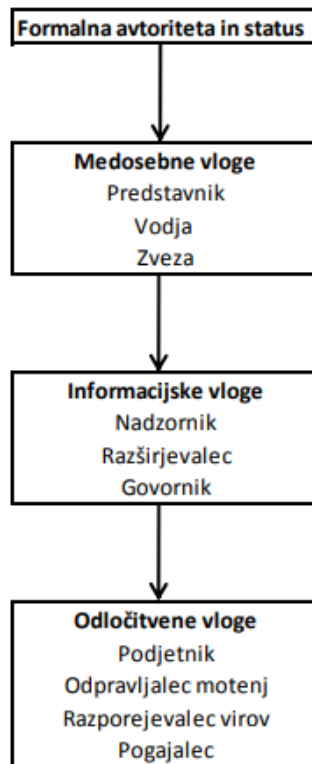 Formalna avtoriteta in status
Medosebne vloge
Predstavnik
Vodja
Zveza
Informacijske vloge
Nadzornik
Razširjevalec
Govornik
Odločitvene vloge
Podjetnik
Odpravljalec motenj
Razporejevalec virov
Pogajalec